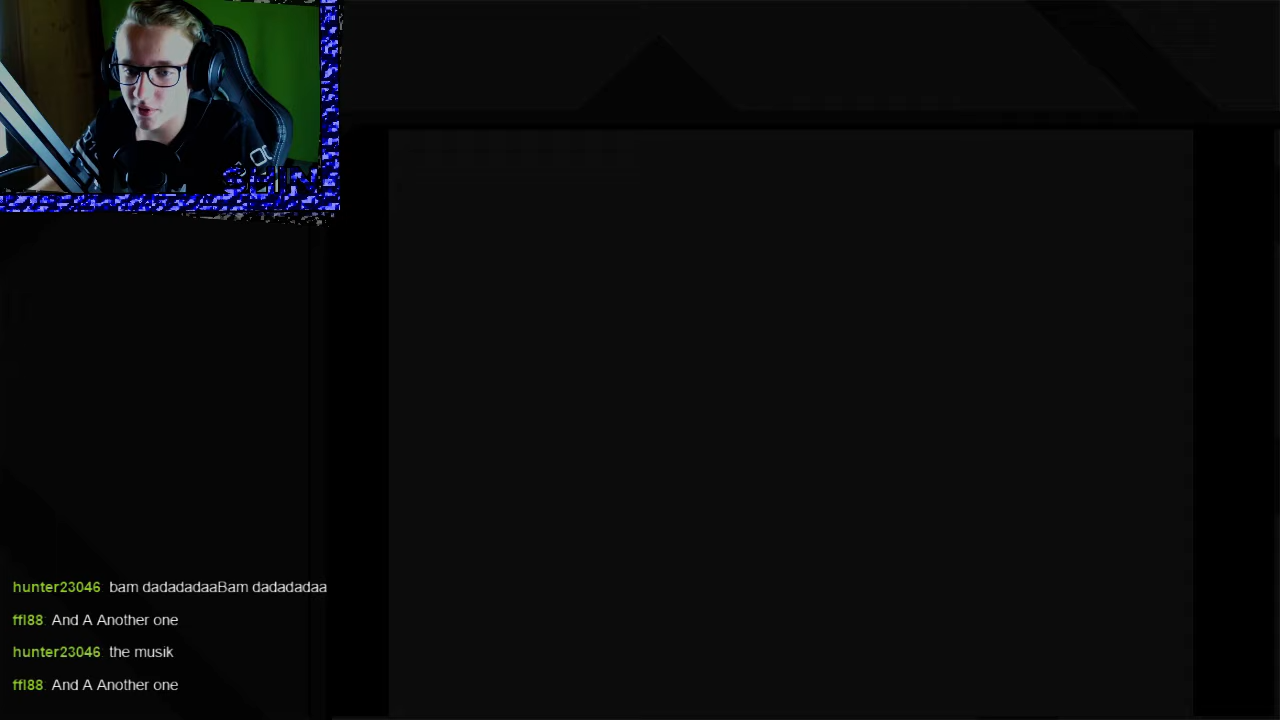 hunter23046: bam dadadadaaBam dadadadaa
ffl88: And A Another one
hunter23046: the musik
ffl88: And A Another one